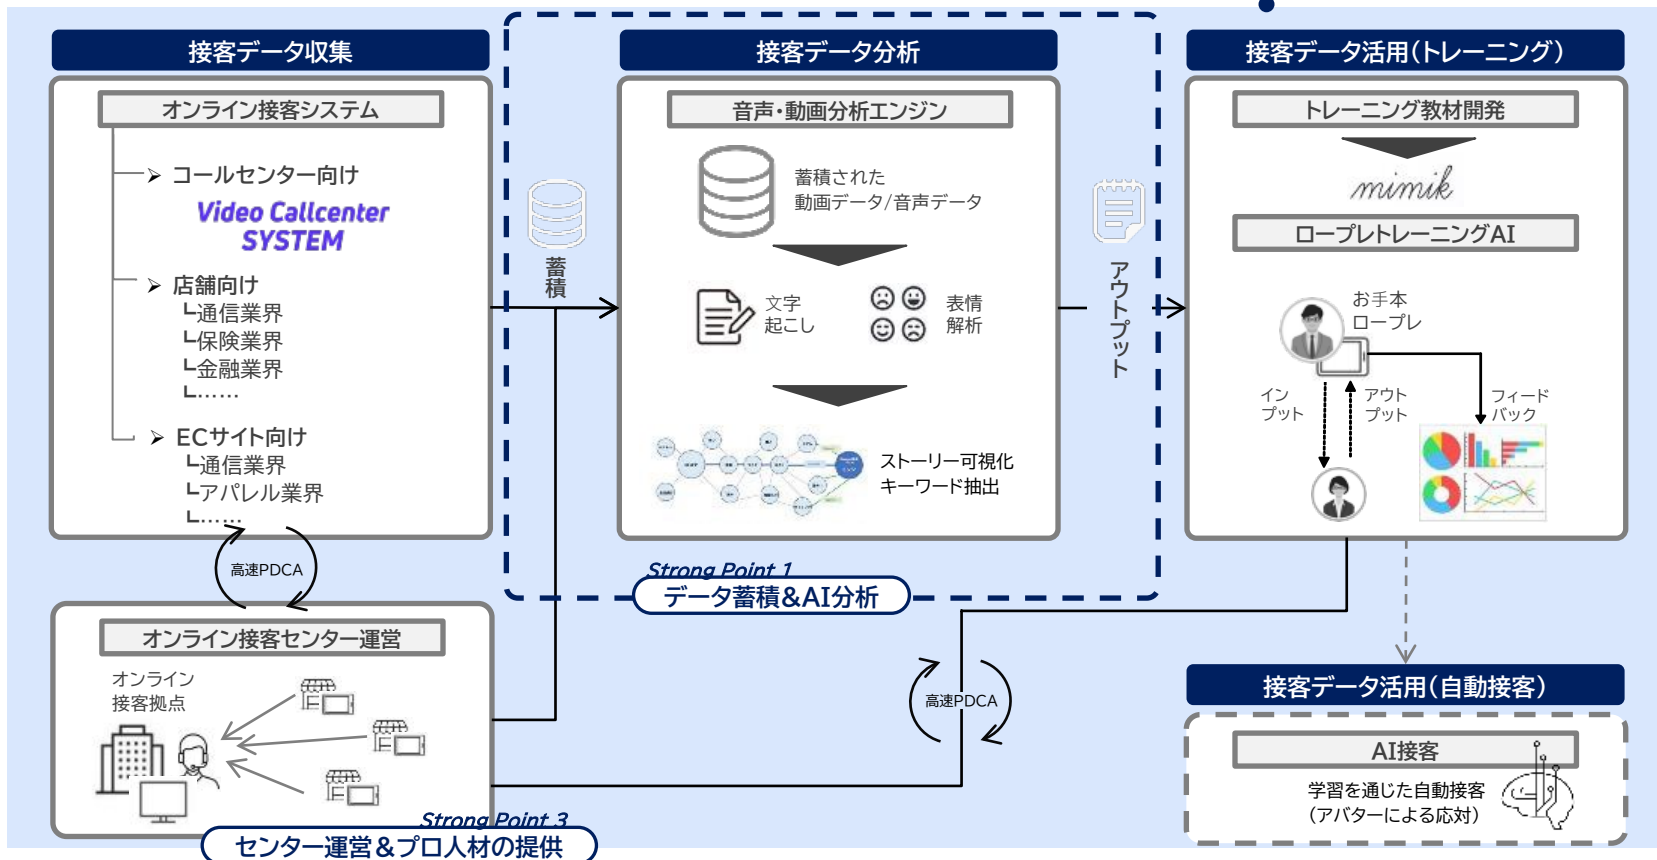 接客データ収集
オンライン接客システム
コールセンター向け
Video Callcenter
SYSTEM
店舗向け
┗通信業界
┗保険業界
┗金融業界
┗……
ECサイト向け
┗通信業界
┗アパレル業界
┗……
高速PDCA
オンライン接客センター運営
オンライン
接客拠点
Strong Point 3
センター運営&プロ人材の提供
蓄積
接客データ分析
音声・動画分析エンジン
蓄積された
動画データ/音声データ
文字
起こし
表情
解析
ストーリー可視化
キーワード抽出
Strong Point 1
データ蓄積&AI分析
アウトプット
高速PDCA
接客データ活用(トレーニング)
トレーニング教材開発
mimik
ロープレトレーニングAI
お手本
ロープレ
イン
プット
アウト
プット
フィード
バック
接客データ活用(自動接客)
AI接客
学習を通じた自動接客
(アバターによる応対)